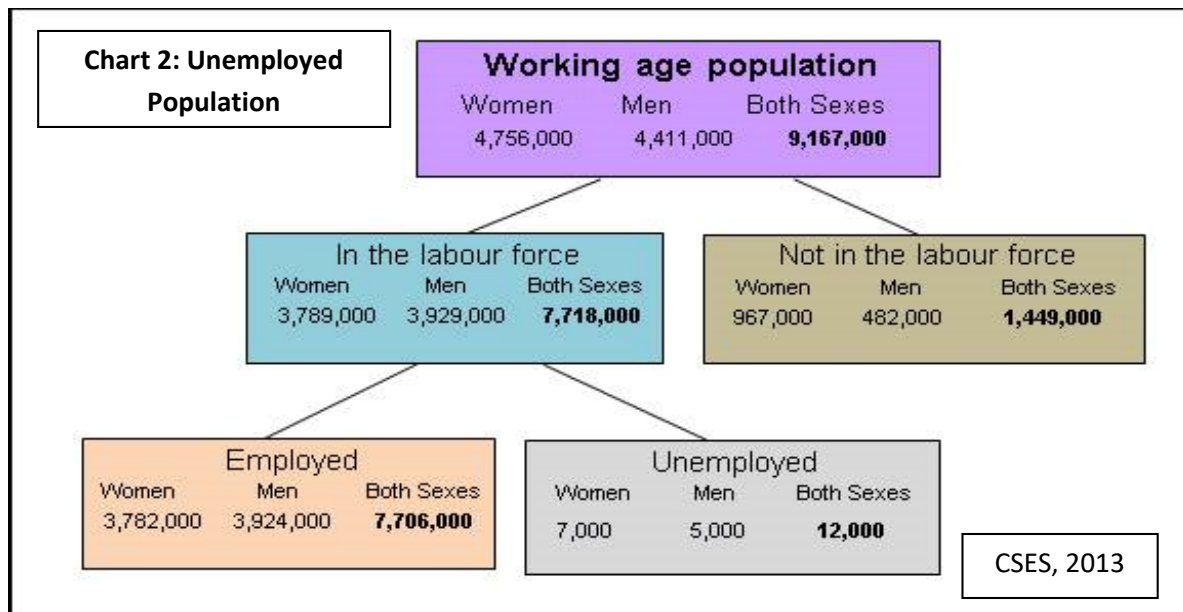 Chart 2: Unemployed
Population
Working age population
Women Men Both Sexes
4,756,000 4,411,000 9,167,000
In the labour force
Women Men Both Sexes
3,789,000 3,929,000 7,718,000
Not in the labour force
Women Men Both Sexes
967,000 482,000 1,449,000
Employed
Women Men Both Sexes
3,782,000 3,924,000 7,706,000
Unemployed
Women Men Both Sexes
7,000 5,000 12,000
CSES, 2013